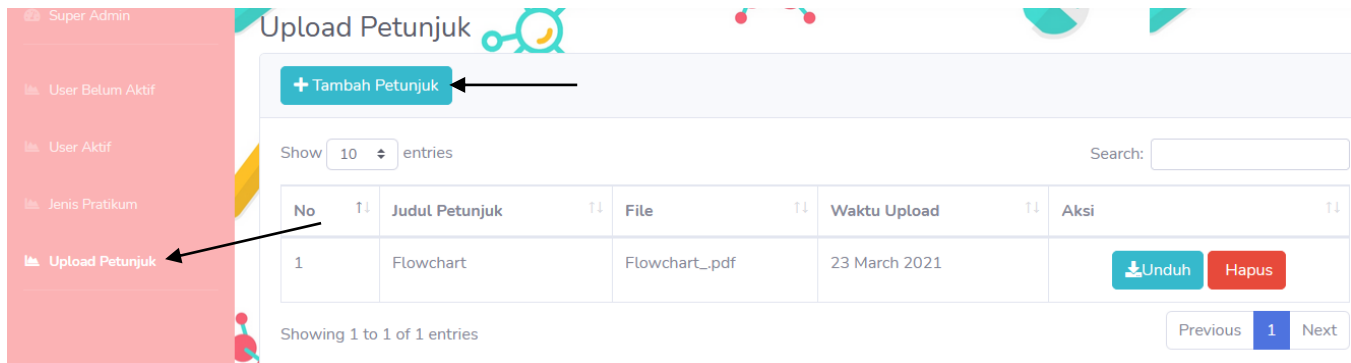 Super Admin
User Belum Aktif
User Aktif
Jenis Pratikum
Upload Petunjuk
Upload Petunjuk
Tambah Petunjuk
Show 10 entries
Search:
No Judul Petunjuk File Waktu Upload Aksi
1 Flowchart Flowchart_.pdf 23 March 2021 Unduh Hapus
Showing 1 to 1 of 1 entries
Previous 1 Next